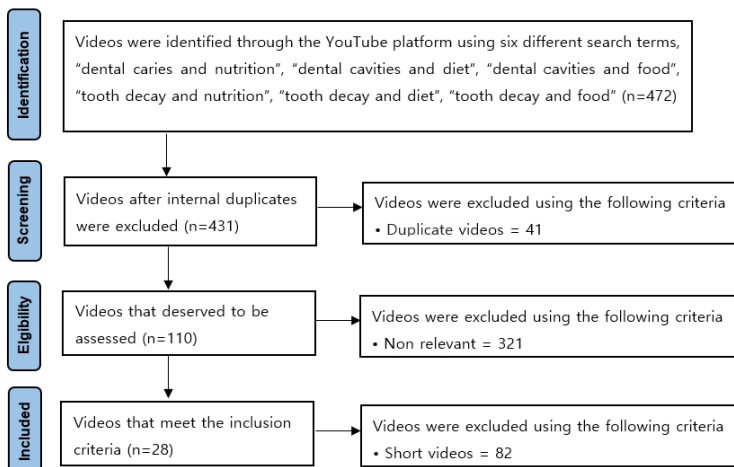 Identification
Videos were identified through the YouTube platform using six different search terms,
“dental caries and nutrition”, “dental cavities and diet”, “dental cavities and food”,
“tooth decay and nutrition”, “tooth decay and diet”, “tooth decay and food” (n=472)
Screening
Videos after internal duplicates
were excluded (n=431)
Videos were excluded using the following criteria
• Duplicate videos = 41
Elgibility
Videos that deserved to be
assessed (n=110)
Videos were excluded using the following criteria
• Non relevant = 321
Included
Videos that meet the inclusion
criteria (n=28)
Videos were excluded using the following criteria
• Short videos = 82